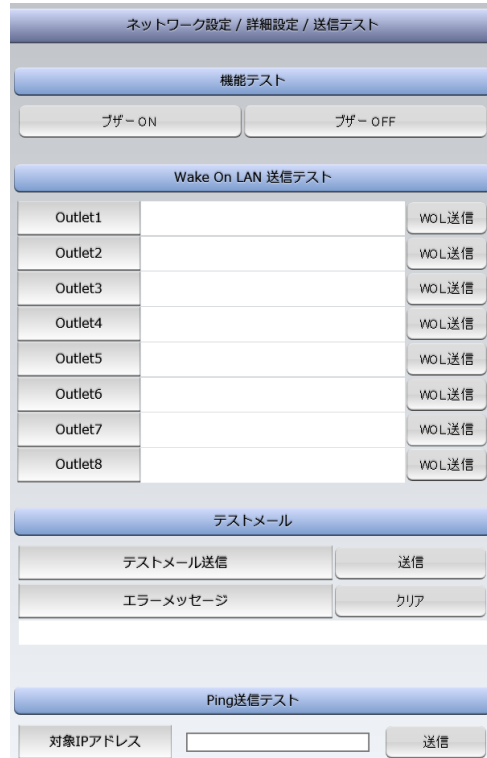 ネットワーク設定 / 詳細設定 / 送信テスト
機能テスト
ブザーON ブザーOFF
Wake On LAN 送信テスト
Outlet1 WOL送信
Outlet2 WOL送信
Outlet3 WOL送信
Outlet4 WOL送信
Outlet5 WOL送信
Outlet6 WOL送信
Outlet7 WOL送信
Outlet8 WOL送信
テストメール
テストメール送信 送信
エラーメッセージ クリア
Ping送信テスト
対象IPアドレス 送信